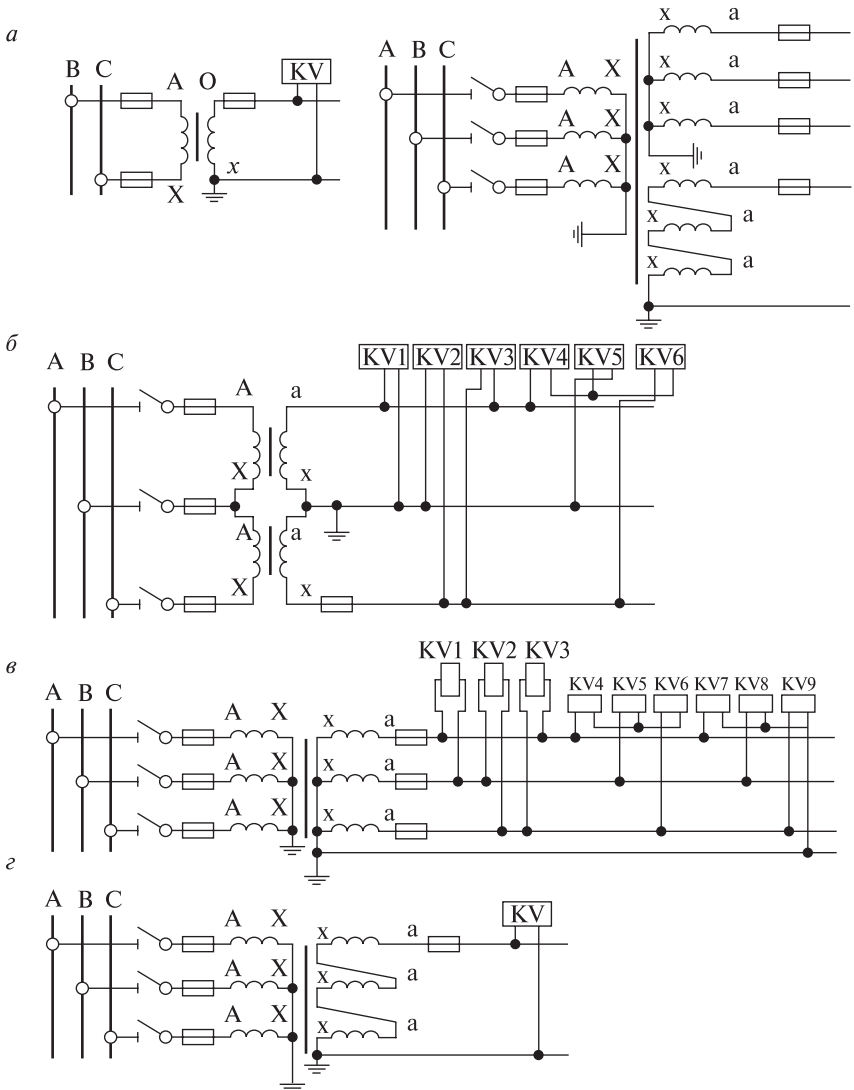 а
B C A O KV
X x
A B C A X x a
A X x a
A X x a
x a
x a
x a
б
A B C A a KV1 KV2 KV3 KV4 KV5 KV6
X x
A a
X x
в
A B C A X x a KV1 KV2 KV3 KV4 KV5 KV6 KV7 KV8 KV9
A X x a
A X x a
г
A B C A X x a KV
A X x a
A X x a